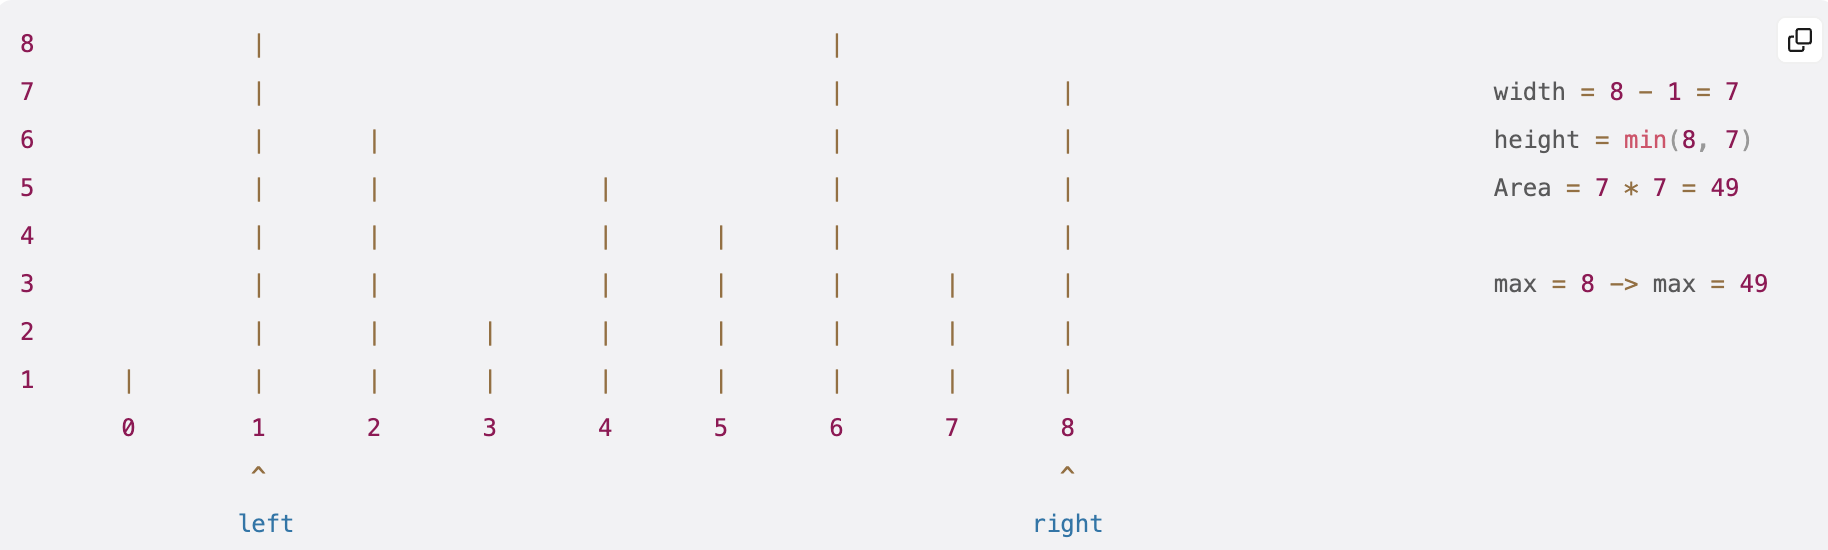 8 | |
7 | | | width = 8 - 1 = 7
6 | | | | height = min(8, 7)
5 | | | | | Area = 7 * 7 = 49
4 | | | | | |
3 | | | | | | | max = 8 -> max = 49
2 | | | | | | | |
1 | | | | | | | | |
0 1 2 3 4 5 6 7 8
^ ^
left right